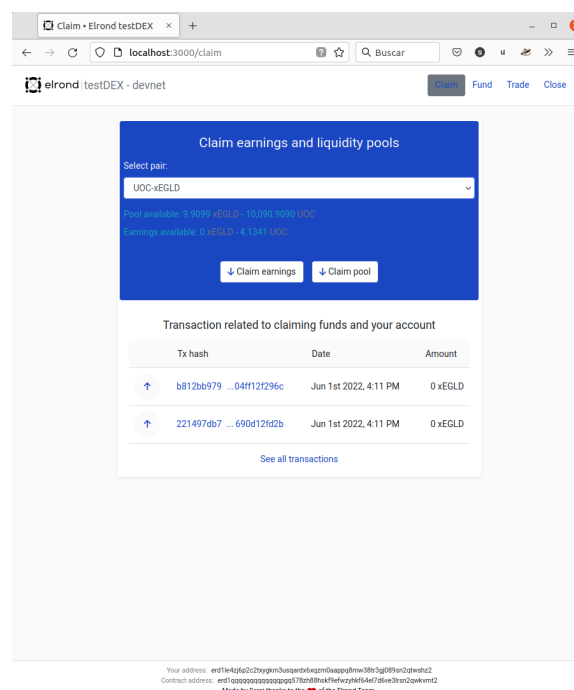 Claim • Elrond testDEX × +
localhost:3000/claim
Buscar
elrond testDEX - devnet
Claim Fund Trade Close
Claim earnings and liquidity pools
Select pair:
UOC-xEGLD
Pool available: 9.9099 xEGLD - 10,090.9090 UOC
Earnings available: 0 xEGLD - 4.1341 UOC
Claim earnings Claim pool
Transaction related to claiming funds and your account
Tx hash Date Amount
b812bb979 ...04ff12f296c Jun 1st 2022, 4:11 PM 0 xEGLD
221497db7 ... 690d12fd2b Jun 1st 2022, 4:11 PM 0 xEGLD
See all transactions
Your address:
Contract address:
Made by Sergi thanks to the ❤ of the Elrond Team